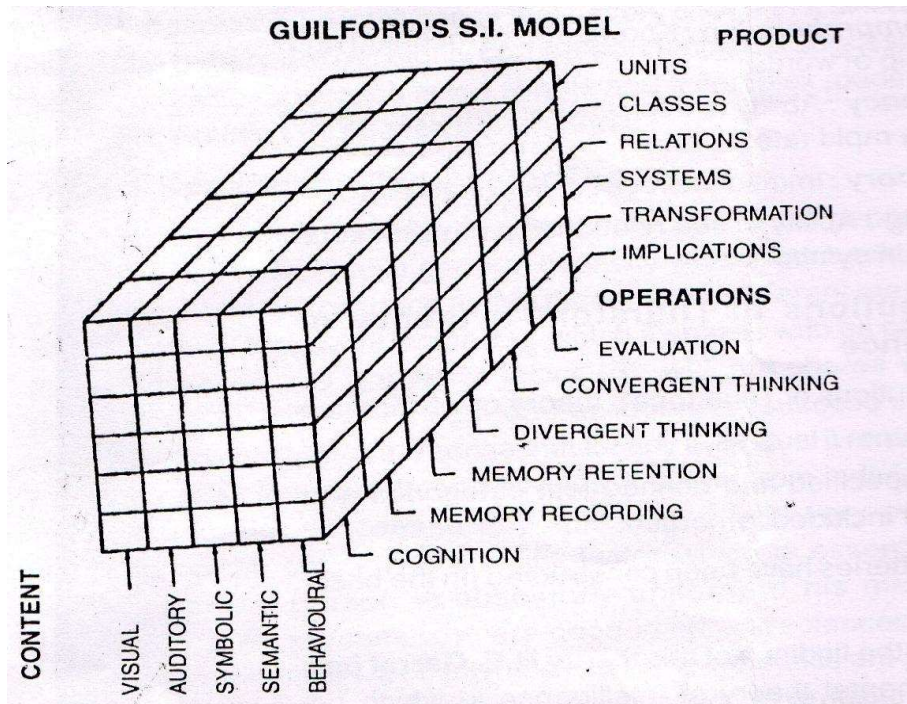 GUILFORD'S S.I. MODEL
PRODUCT
UNITS
CLASSES
RELATIONS
SYSTEMS
TRANSFORMATION
IMPLICATIONS
OPERATIONS
EVALUATION
CONVERGENT THINKING
DIVERGENT THINKING
MEMORY RETENTION
MEMORY RECORDING
COGNITION
CONTENT
VISUAL
AUDITORY
SYMBOLIC
SEMANTIC
BEHAVIOURAL